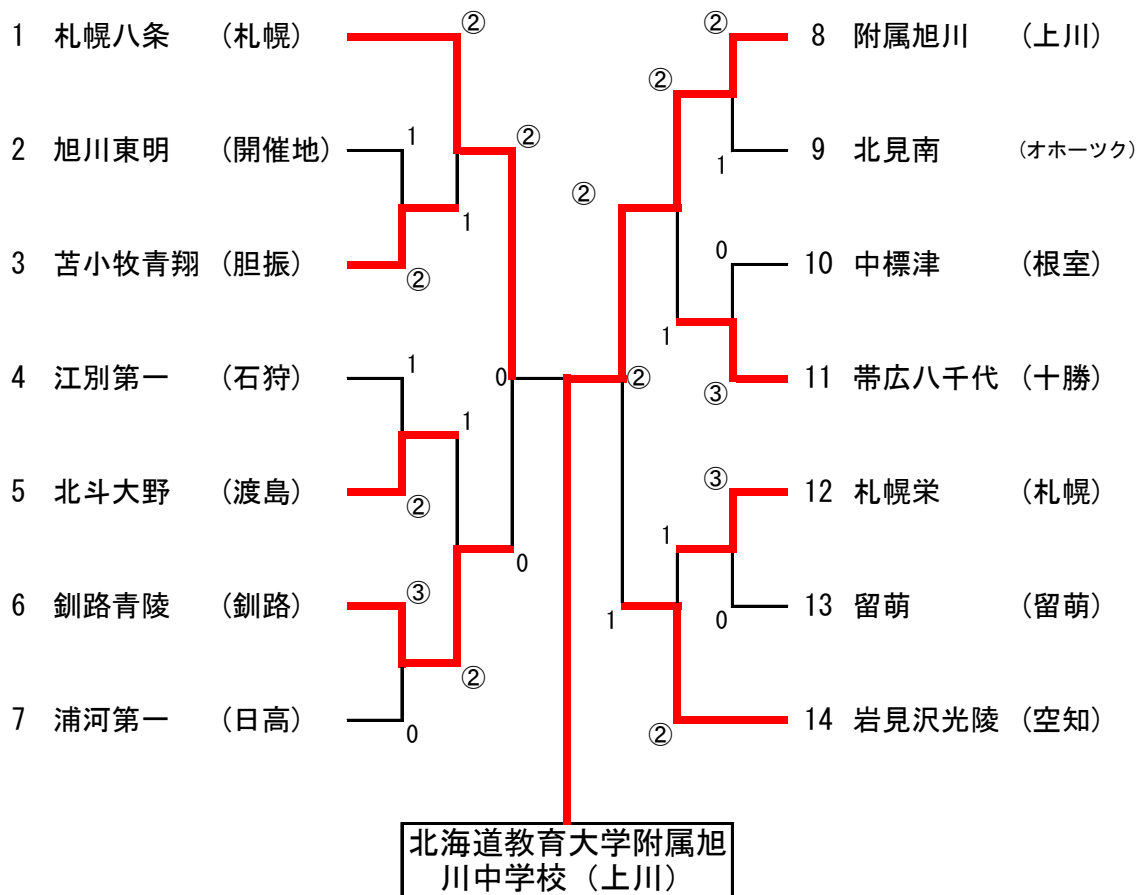 ②
②
1 札幌八条 (札幌)
8 附属旭川 (上川)
②
1
②
2 旭川東明 (開催地)
9 北見南 (オホーツク)
1
②
1
0
3 苫小牧青翔 (胆振)
10 中標津 (根室)
②
1
1
4 江別第一 (石狩)
0
②
11 帯広八千代 (十勝)
③
1
③
5 北斗大野 (渡島)
12 札幌栄 (札幌)
②
1
0
③
6 釧路青陵 (釧路)
13 留萌 (留萌)
1
0
②
7 浦河第一 (日高)
14 岩見沢光陵 (空知)
0
②
北海道教育大学附属旭
川中学校（上川）